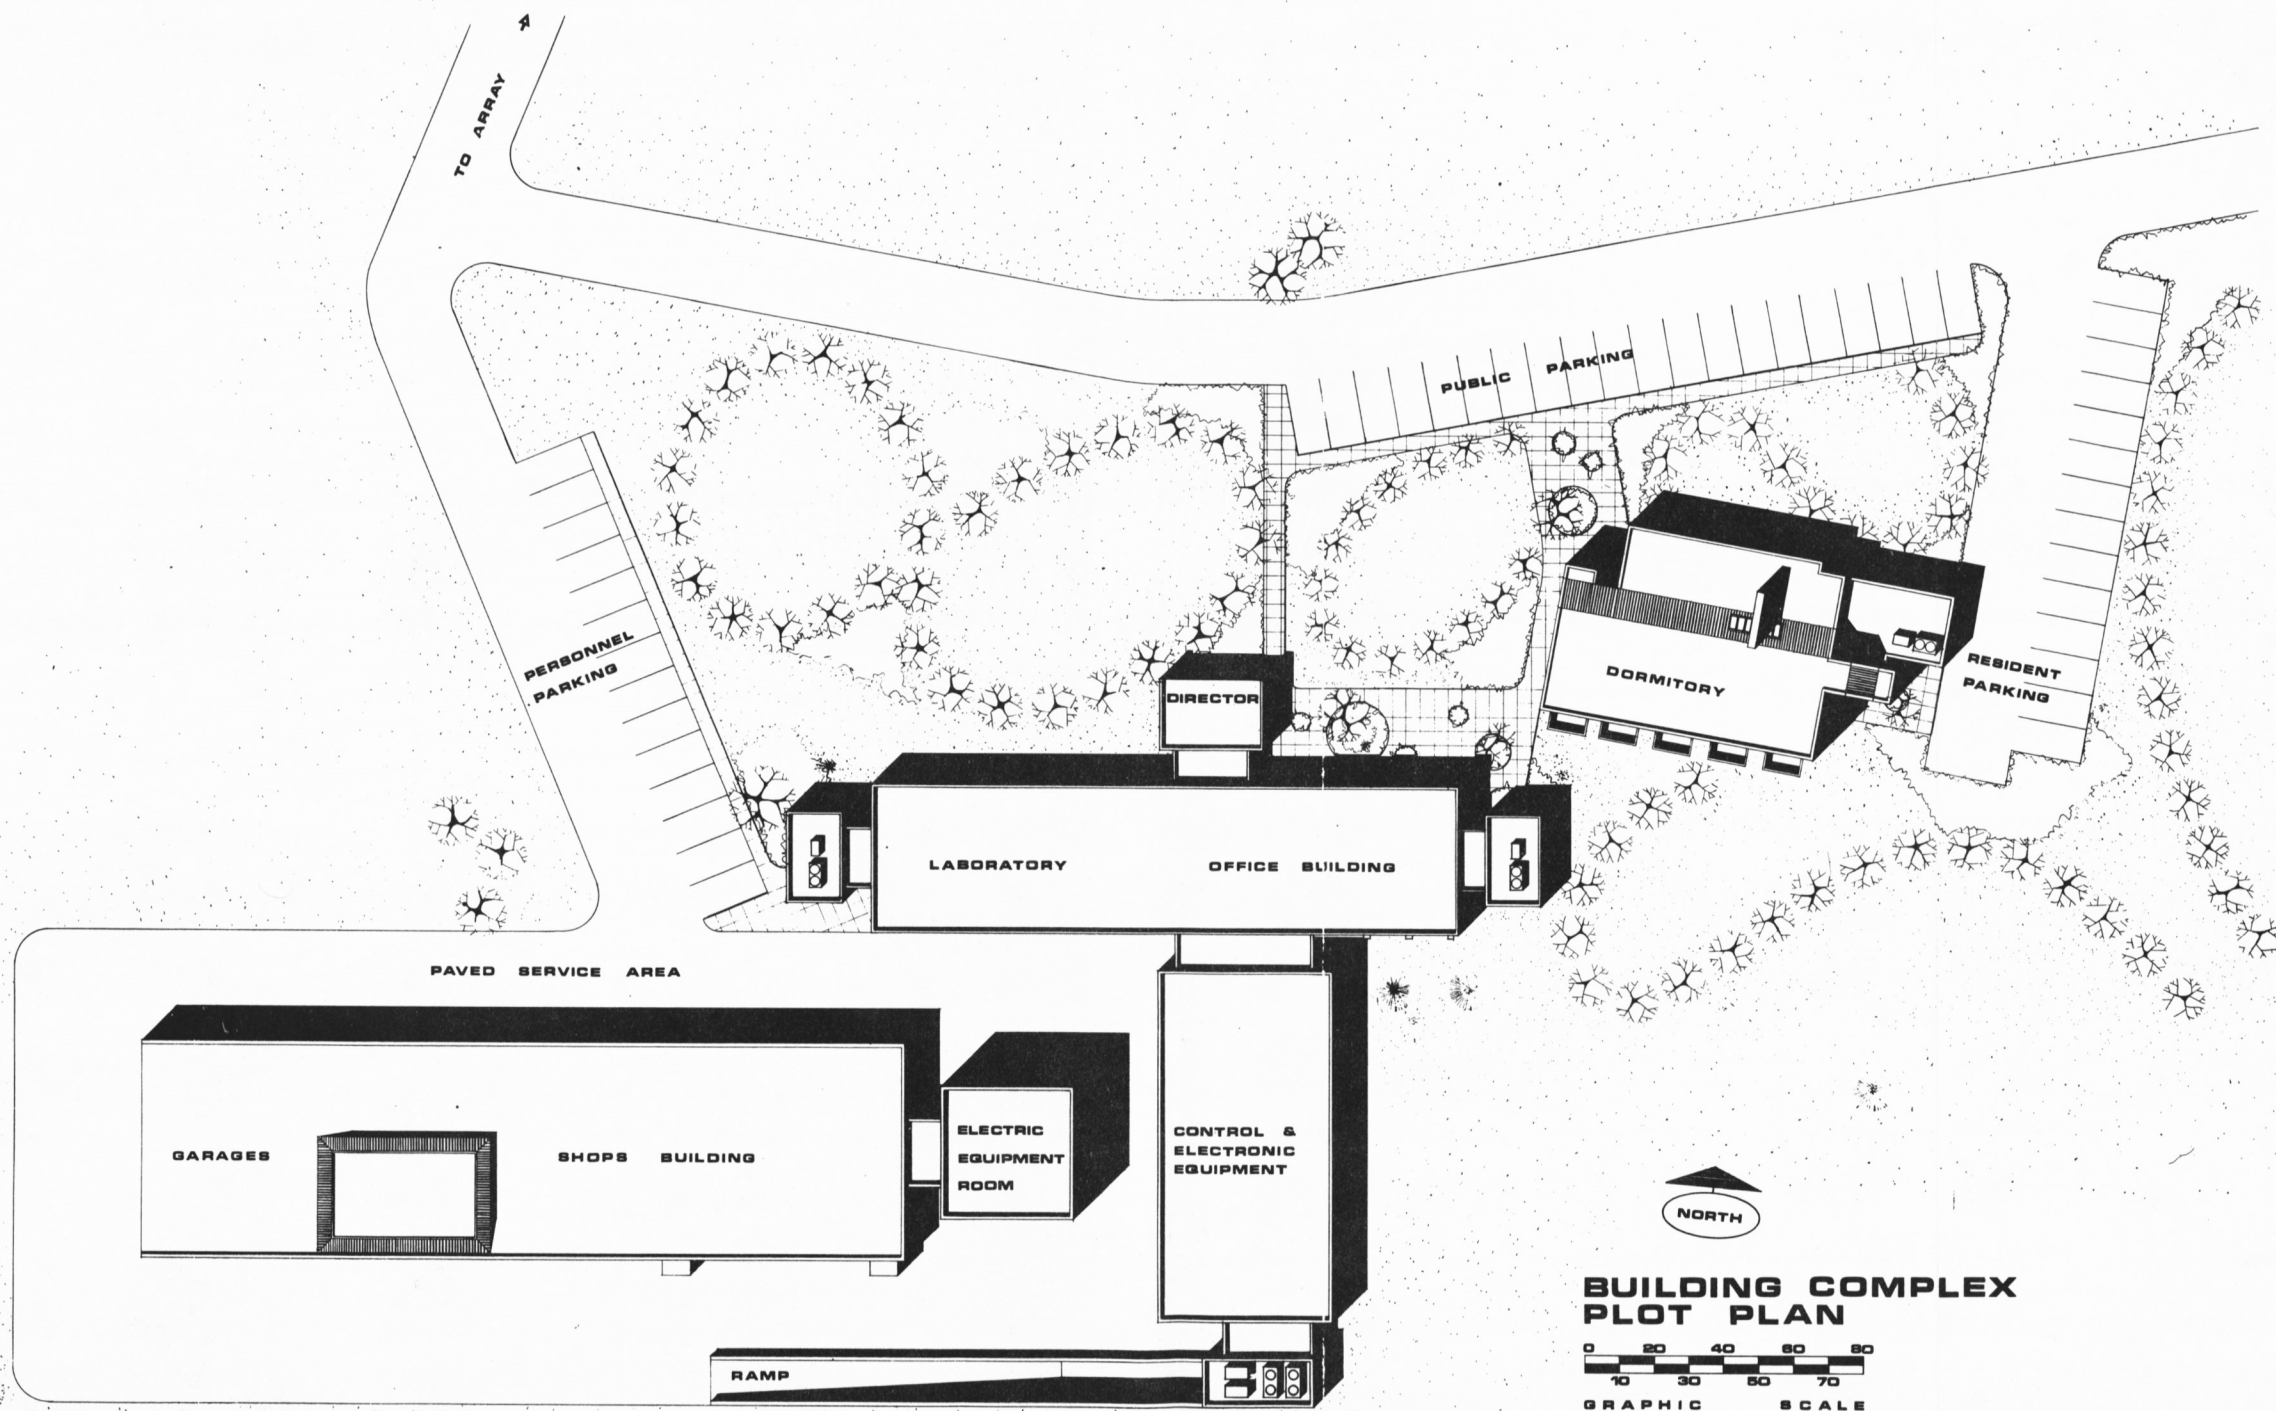 TO ARRAY
PUBLIC PARKING
PERSONNEL
PARKING
DIRECTOR
DORMITORY
RESIDENT
PARKING
LABORATORY OFFICE BUILDING
PAVED SERVICE AREA
GARAGES SHOPS BUILDING
ELECTRIC
EQUIPMENT
ROOM
CONTROL &
ELECTRONIC
EQUIPMENT
RAMP
NORTH
BUILDING COMPLEX
PLOT PLAN
0 20 40 60 80
10 30 50 70
GRAPHIC SCALE